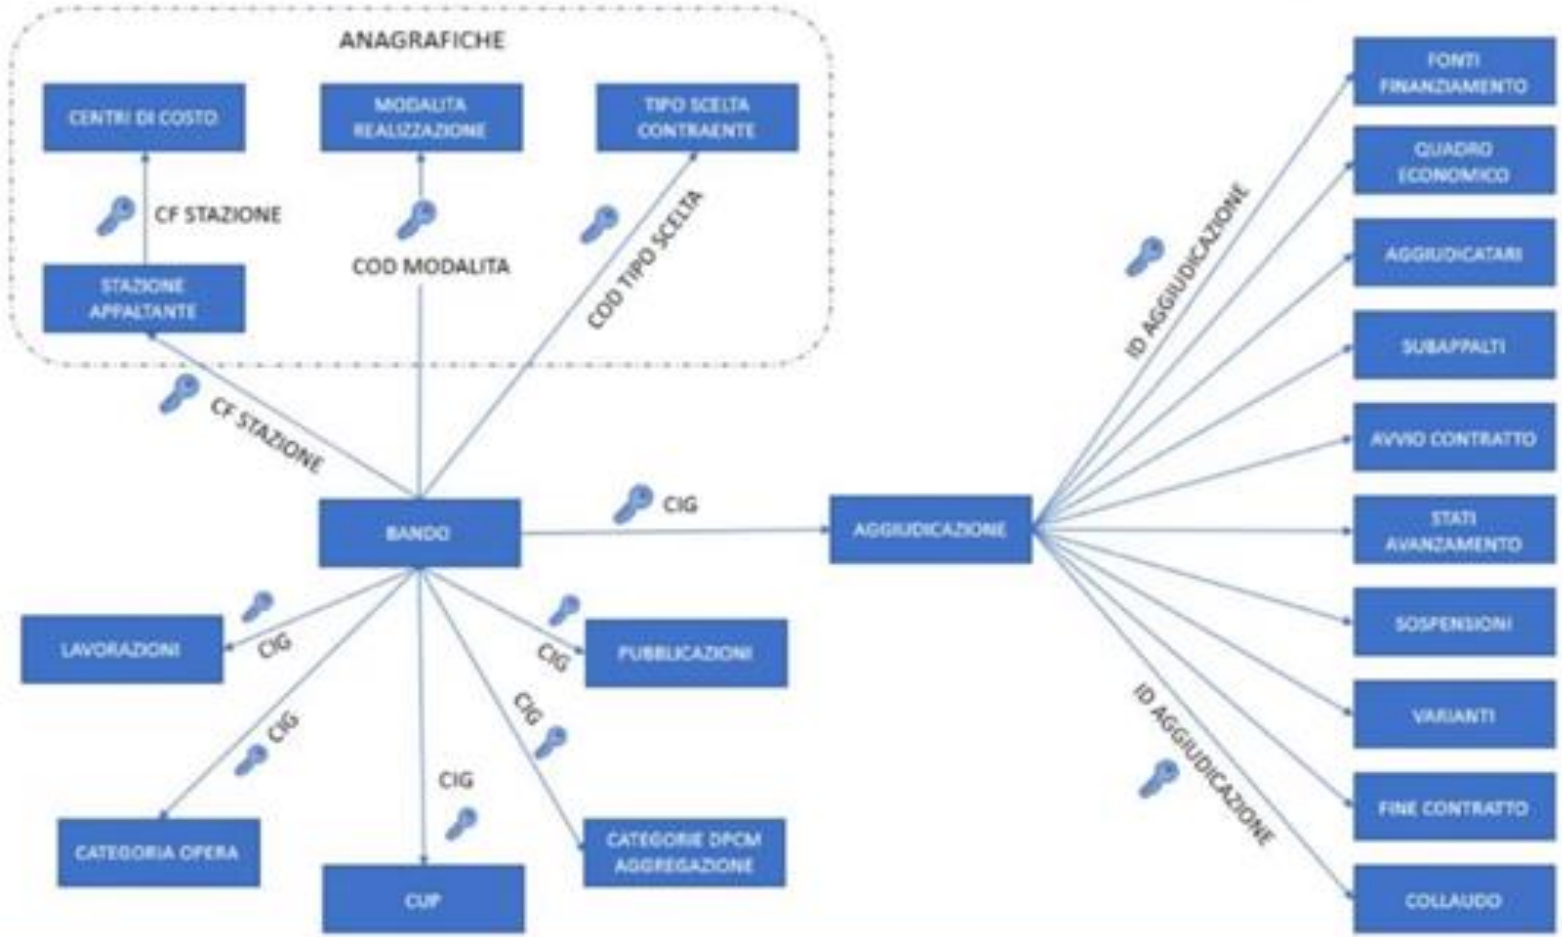 ANAGRAFICHE
CENTRI DI COSTO
MODALITA
REALIZZAZIONE
TIPO SCELTA
CONTRAENTE
CF STAZIONE
COD MODALITA
COD TIPO SCELTA
STAZIONE
APPALTANTE
CF STAZIONE
BANDO
CIG
AGGIUDICAZIONE
LAVORAZIONI
CIG
CIG
PUBBLICAZIONI
CIG
CIG
CIG
CATEGORIA OPERA
CUP
CATEGORIE DPCM
AGGREGAZIONE
ID AGGIUDICAZIONE
ID AGGIUDICAZIONE
FONTI
FINANZIAMENTO
QUADRO
ECONOMICO
AGGIUDICATARI
SUBAPPALTI
AVVIO CONTRATTO
STATI
AVANZAMENTO
SOSPENSIONI
VARIANTI
FINE CONTRATTO
COLLAUDO